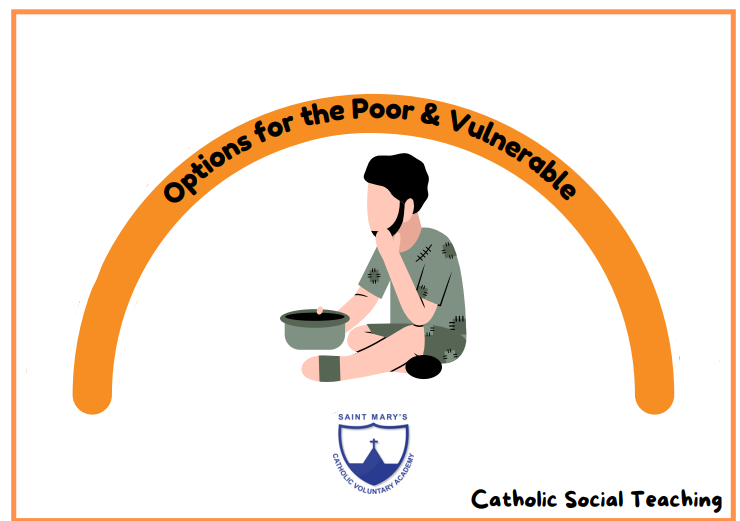 Options for the Poor & Vulnerable
SAINT MARY'S
CATHOLIC VOLUNTARY ACADEMY
Catholic Social Teaching